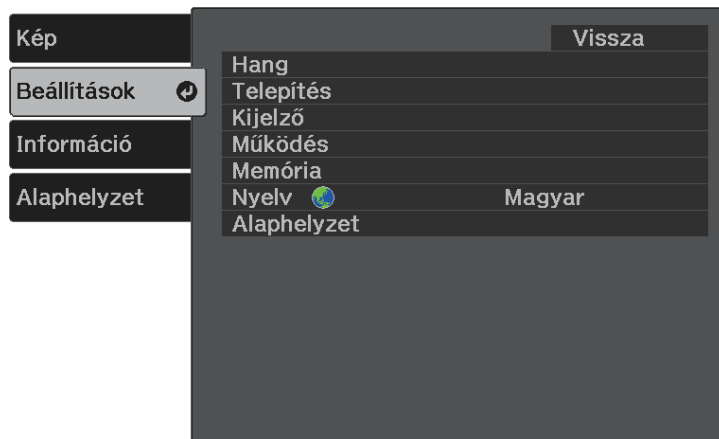 Kép
Beállítások
Információ
Alaphelyzet
Vissza
Hang
Telepítés
Kijelző
Működés
Memória
Nyelv Magyar
Alaphelyzet